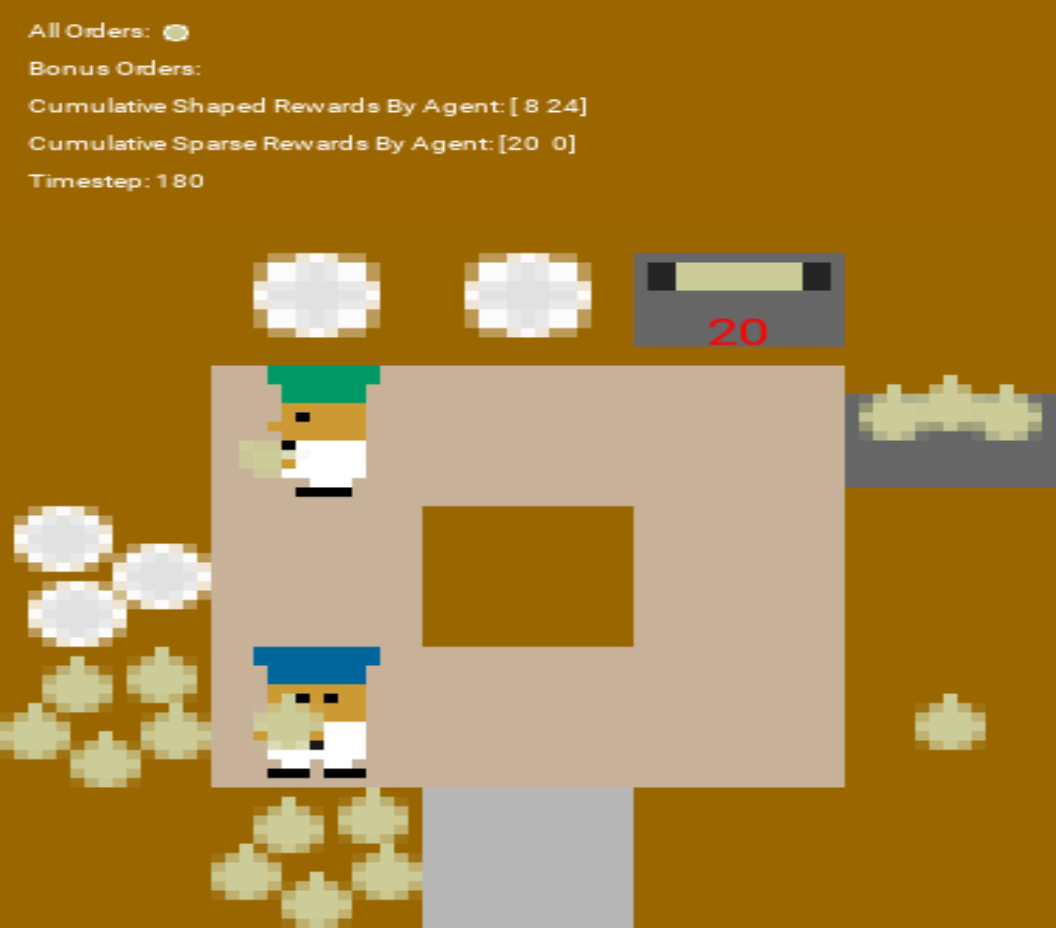 All Orders:
Bonus Orders:
Cumulative Shaped Rewards By Agent: [ 8 24]
Cumulative Sparse Rewards By Agent: [20  0]
Timestep: 180
20